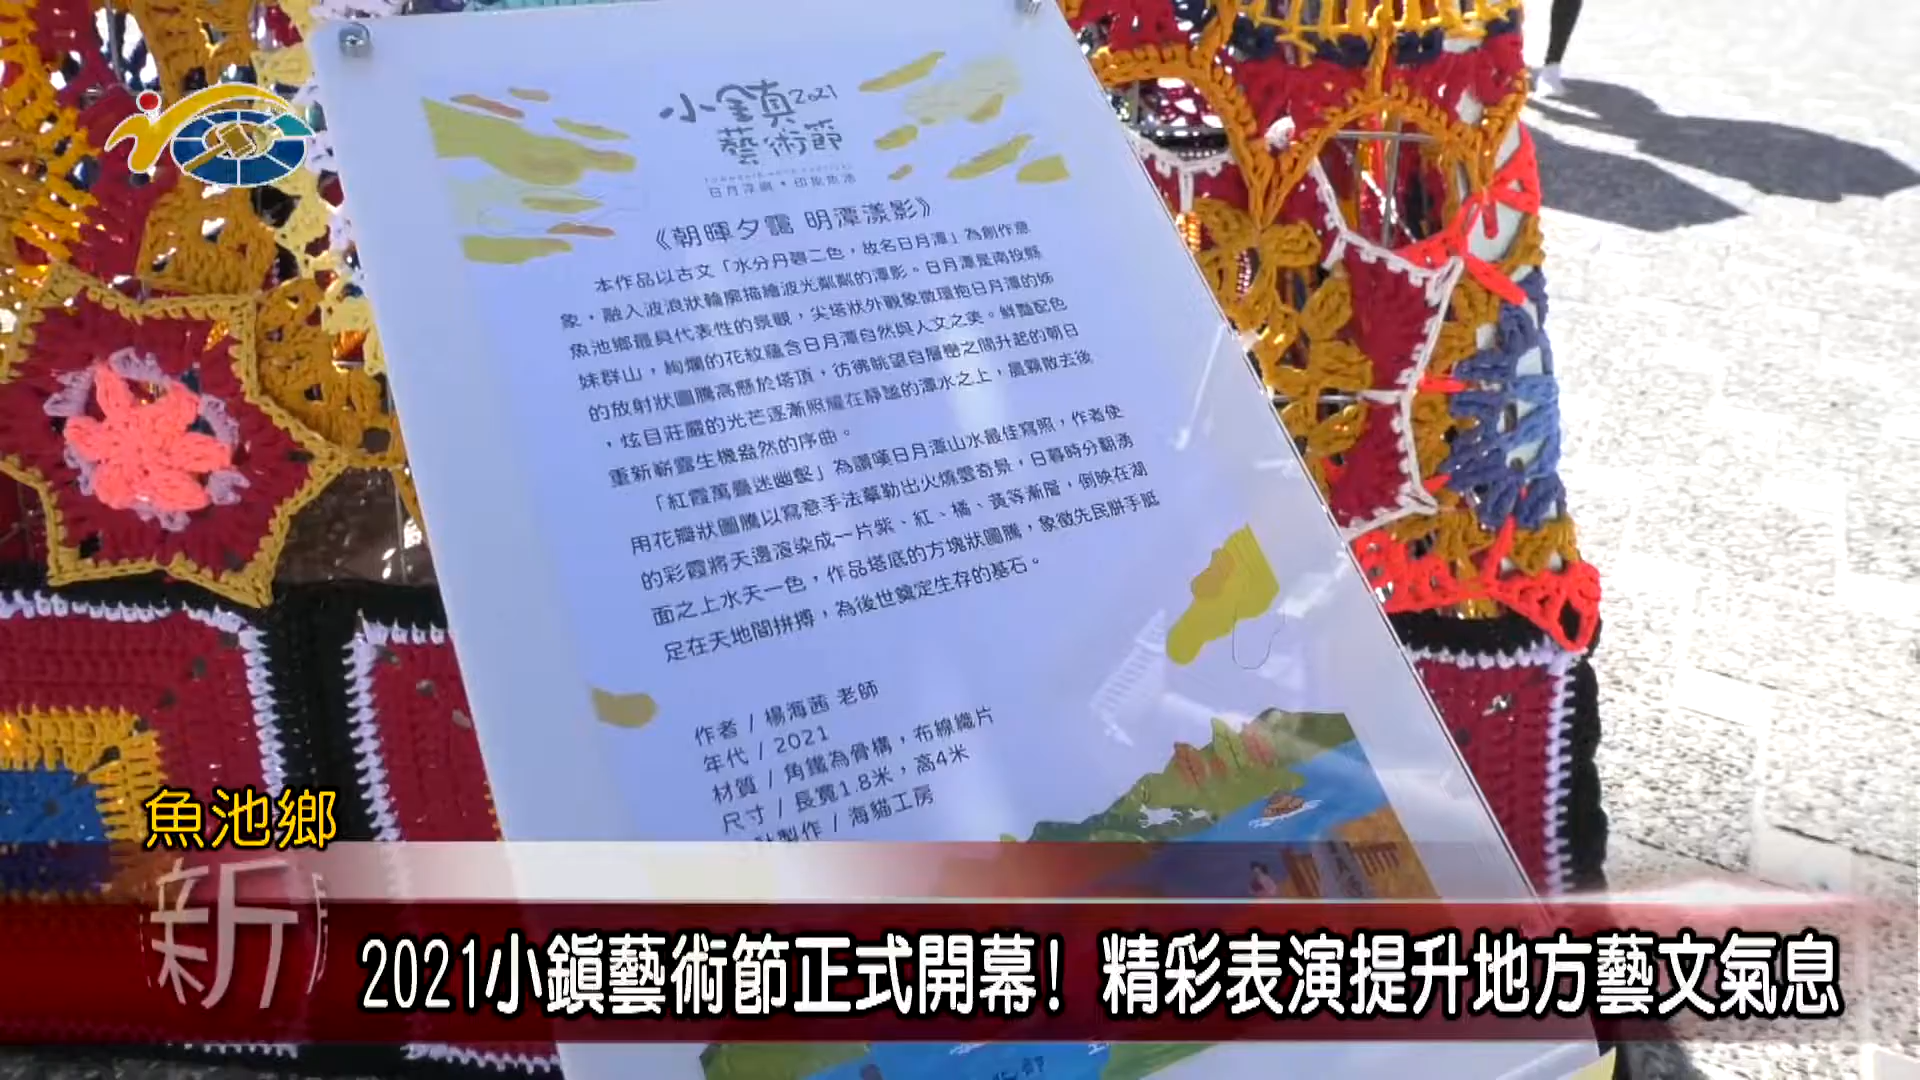 小鎮2021
藝術節
日月浮嶼・印象魚池
《朝暉夕靄 明潭漾影》
本作品以古文「水分丹碧二色，故名日月潭」為創作意
象，融入波浪狀輪廓描繪波光粼粼的潭影。日月潭是南投縣
魚池鄉最具代表性的景觀，尖塔狀外觀象徵環抱日月潭的姊
妹群山，絢爛的花紋蘊含日月潭自然與人文之美。鮮豔配色
的放射狀圖騰高懸於塔頂，彷彿眺望自層巒之間升起的朝日
，炫目莊嚴的光芒逐漸照耀在靜謐的潭水之上，晨霧散去後
重新嶄露生機盎然的序曲。
「紅霞萬疊迷幽壑」為讚嘆日月潭山水最佳寫照，作者使
用花瓣狀圖騰以寫意手法摹勒出火燒雲奇景，日暮時分翻湧
的彩霞將天邊渲染成一片紫、紅、橘、黃等漸層，倒映在湖
面之上水天一色，作品塔底的方塊狀圖騰，象徵先民胼手胝
足在天地間拼搏，為後世奠定生存的基石。
作者 / 楊海茜 老師
年代 / 2021
材質 / 角鐵為骨構，布線織片
尺寸 / 長寬1.8米，高4米
計製作 / 海貓工房
魚池鄉
新
2021小鎮藝術節正式開幕! 精彩表演提升地方藝文氣息